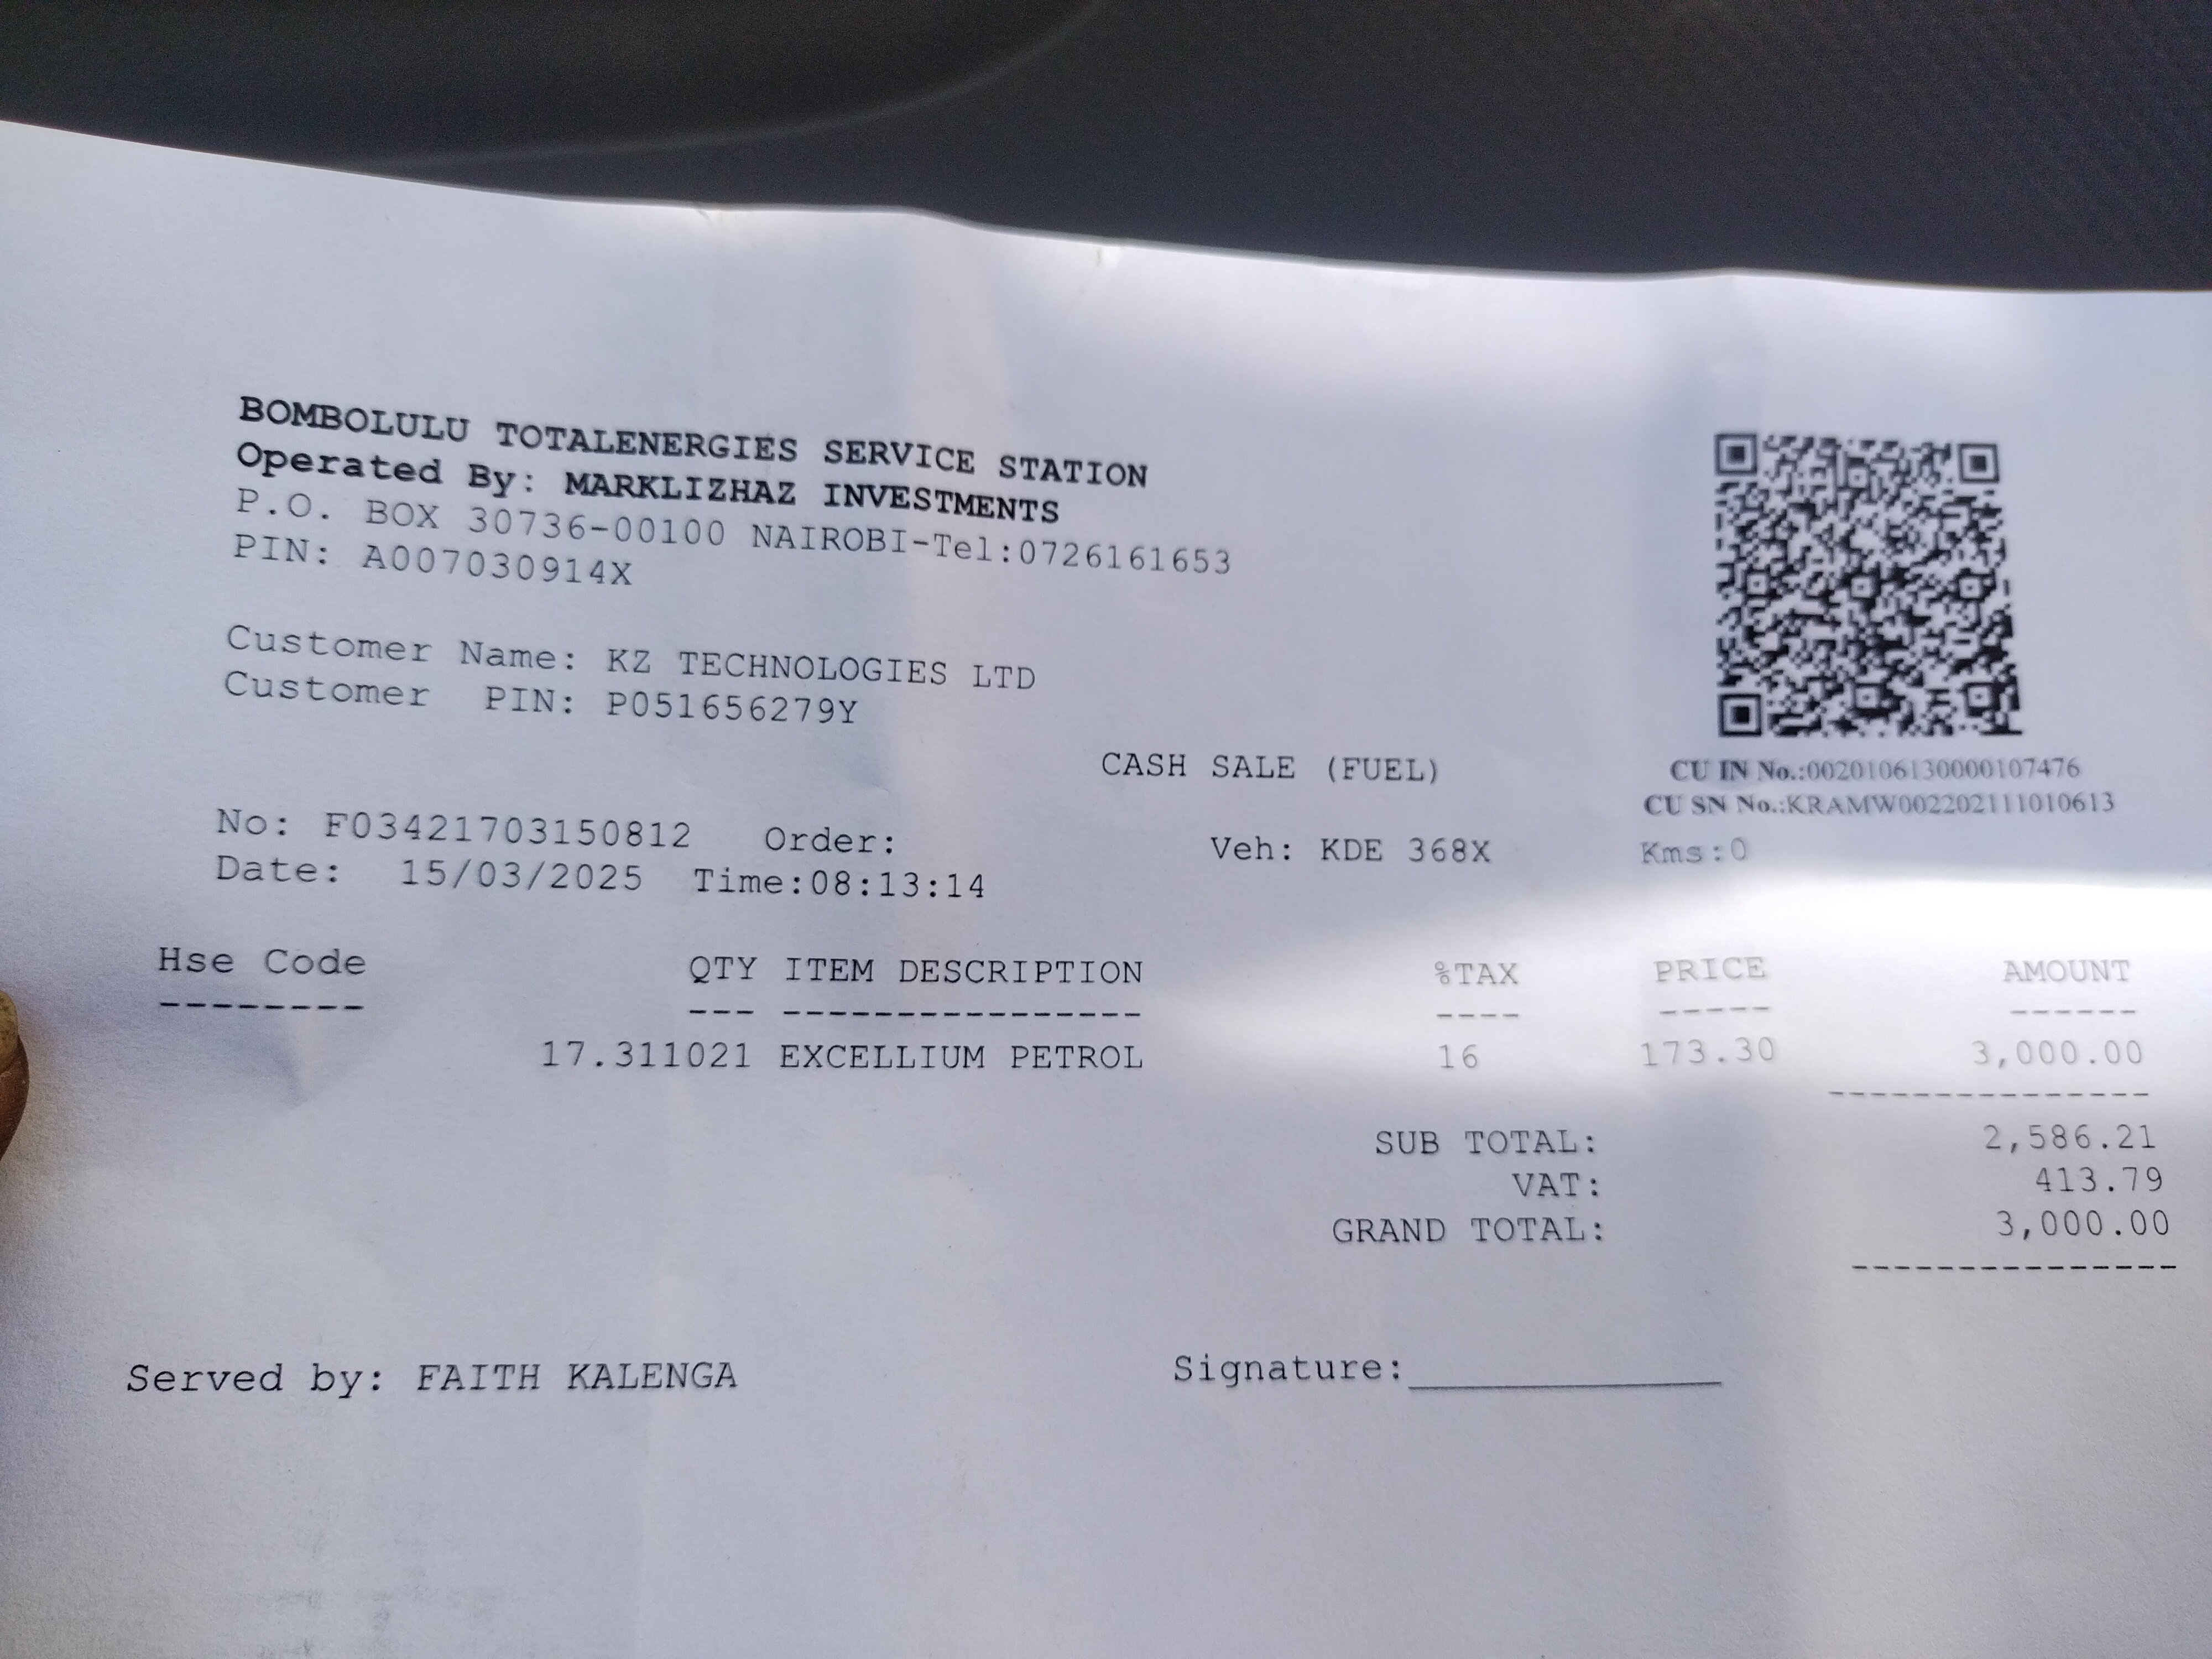 BOMBOLULU TOTALENERGIES SERVICE STATION
Operated By: MARKLIZHAZ INVESTMENTS
P.O. BOX 30736-00100 NAIROBI-Tel:0726161653
PIN: A007030914X
Customer Name: KZ TECHNOLOGIES LTD
Customer PIN: P051656279Y
CASH SALE (FUEL)
CU IN No.:0020106130000107476
CU SN No.:KRAMW002202111010613
No: F03421703150812 Order: Veh: KDE 368X Kms:0
Date: 15/03/2025 Time:08:13:14
Hse Code QTY ITEM DESCRIPTION %TAX PRICE AMOUNT
-------- --- ---------------- ---- ----- ------
17.311021 EXCELLIUM PETROL 16 173.30 3,000.00
---------------
SUB TOTAL: 2,586.21
VAT: 413.79
GRAND TOTAL: 3,000.00
---------------
Served by: FAITH KALENGA Signature:______________